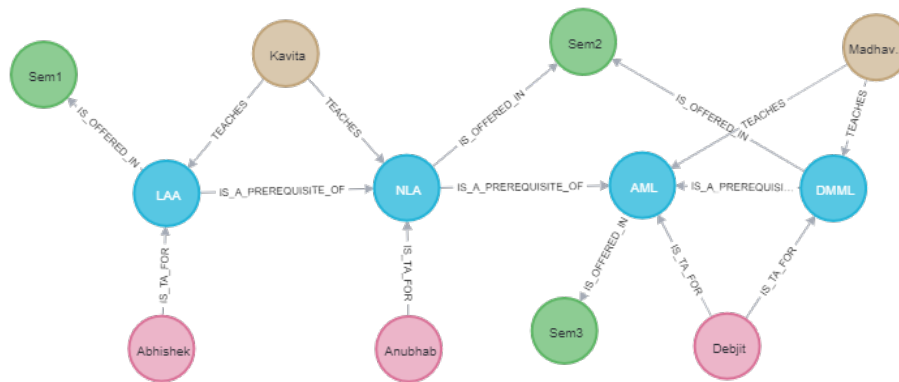 Sem1
Kavita
Sem2
Madhav...
IS_OFFERED_IN
TEACHES
TEACHES
IS_OFFERED_IN
IS_OFFERED_IN
TEACHES
TEACHES
LAA
IS_A_PREREQUISITE_OF
NLA
IS_A_PREREQUISITE_OF
AML
IS_A_PREREQUISI...
DMML
IS_TA_FOR
IS_TA_FOR
IS_OFFERED_IN
IS_TA_FOR
IS_TA_FOR
Abhishek
Anubhab
Sem3
Debjit